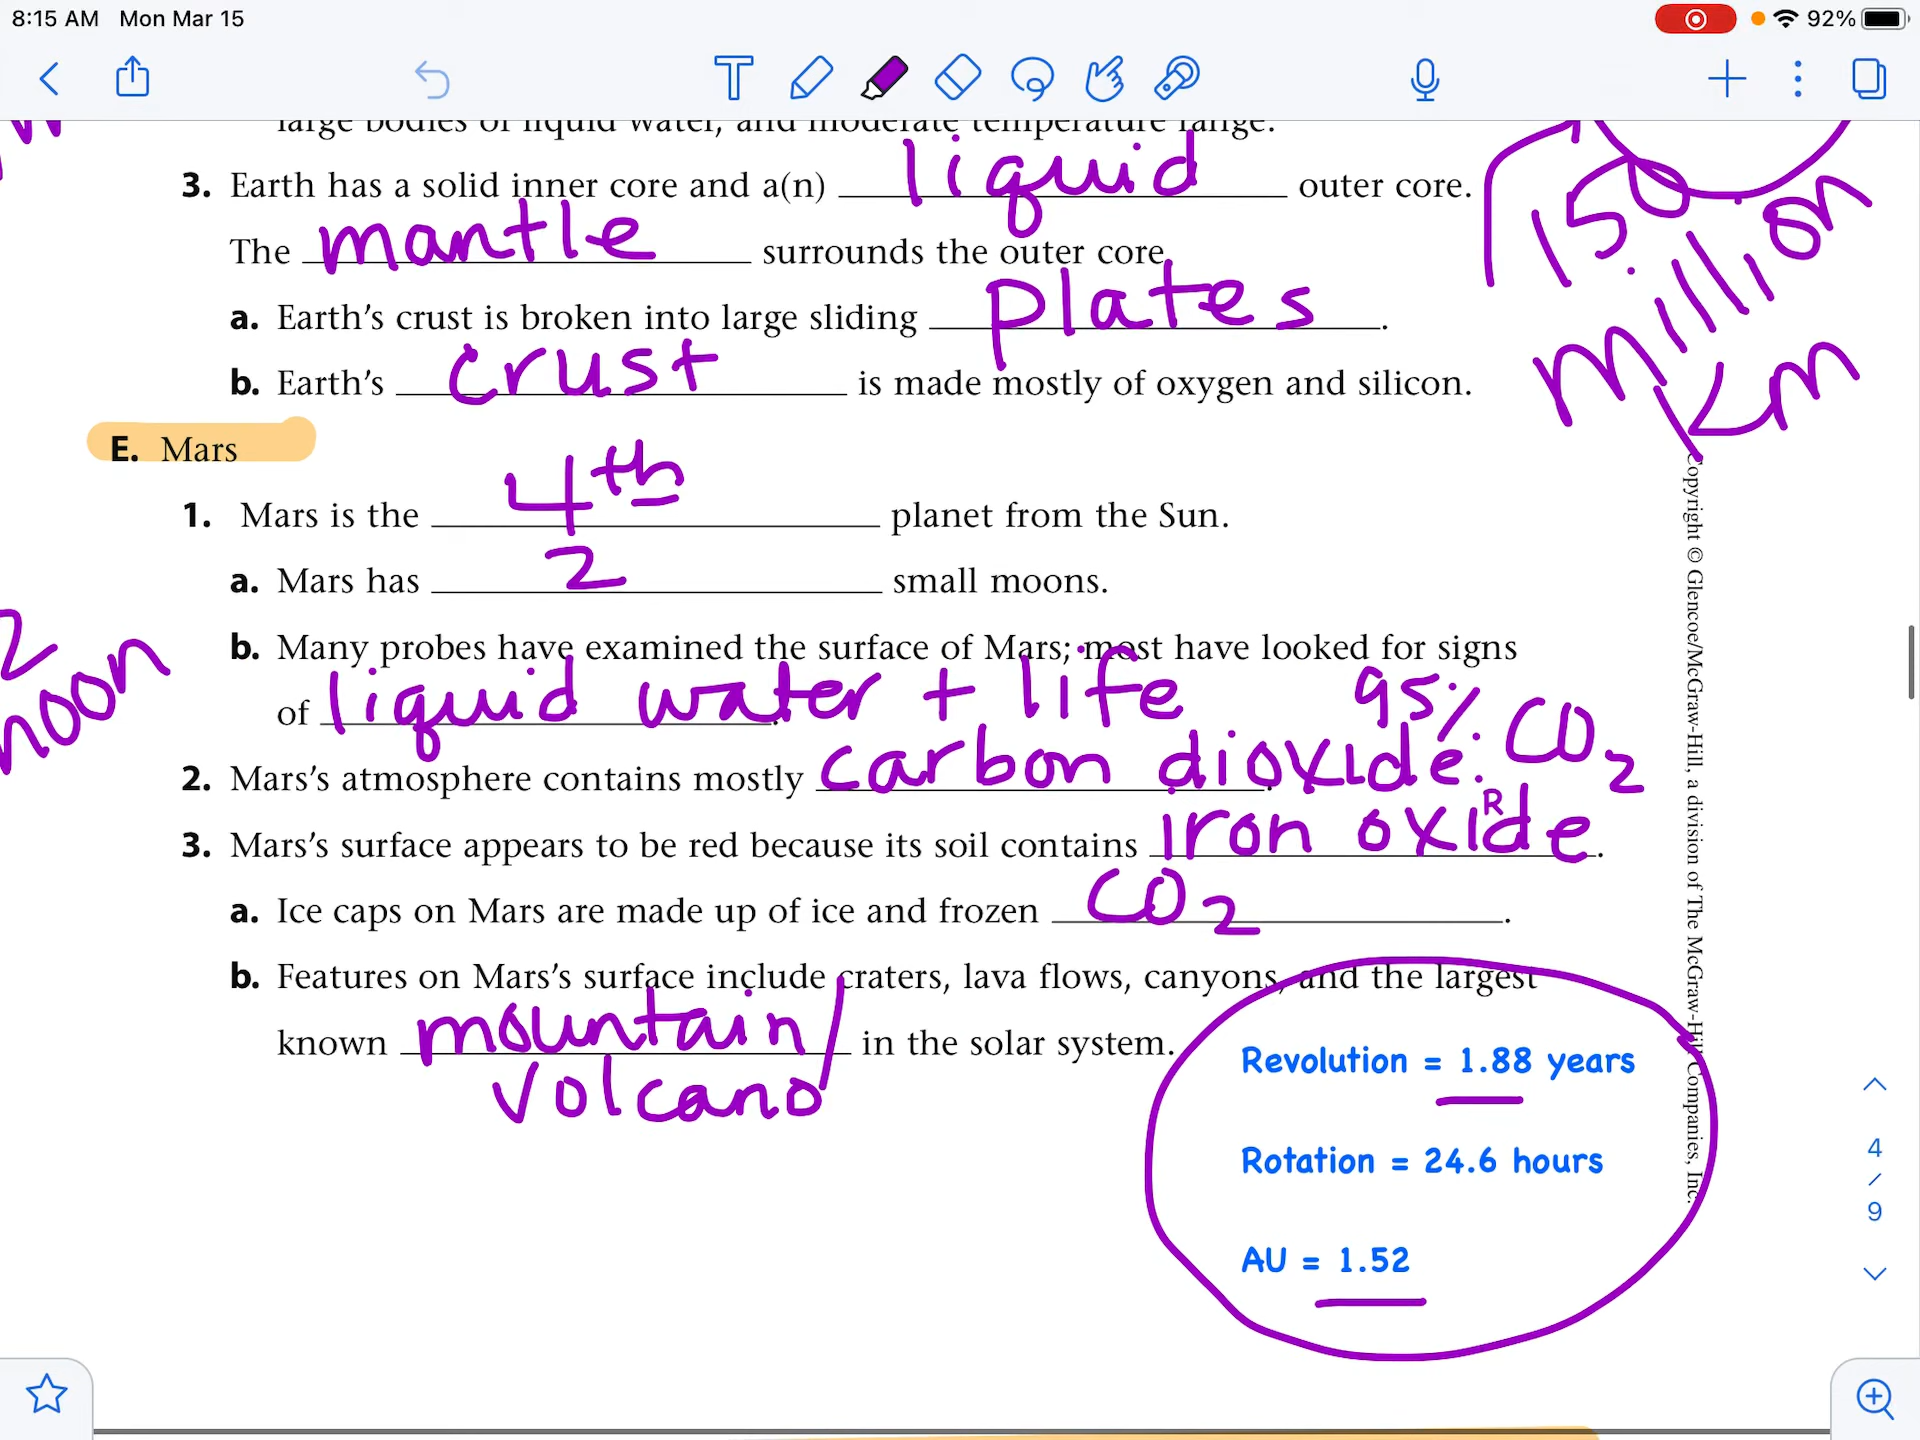 8:15 AM Mon Mar 15
92%
large bodies of liquid water, and moderate temperature range.
3. Earth has a solid inner core and a(n) liquid outer core.
The mantle surrounds the outer core.
a. Earth's crust is broken into large sliding plates.
b. Earth's crust is made mostly of oxygen and silicon.
150
million
km
E. Mars
1. Mars is the 4th planet from the Sun.
a. Mars has 2 small moons.
b. Many probes have examined the surface of Mars; most have looked for signs
of liquid water + life.
2
moon
95% CO2
2. Mars's atmosphere contains mostly carbon dioxide.
3. Mars's surface appears to be red because its soil contains iron oxide.
R
a. Ice caps on Mars are made up of ice and frozen CO2.
b. Features on Mars's surface include craters, lava flows, canyons, and the largest
known mountain/ in the solar system.
volcano
Revolution = 1.88 years
Rotation = 24.6 hours
AU = 1.52
Copyright © Glencoe/McGraw-Hill, a division of The McGraw-Hill Companies, Inc.
4
/
9